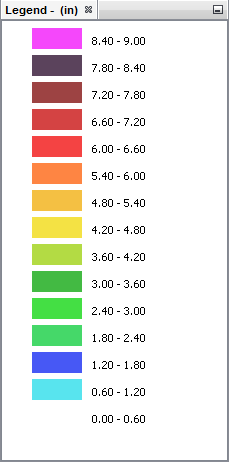 Legend - (in)
8.40 - 9.00
7.80 - 8.40
7.20 - 7.80
6.60 - 7.20
6.00 - 6.60
5.40 - 6.00
4.80 - 5.40
4.20 - 4.80
3.60 - 4.20
3.00 - 3.60
2.40 - 3.00
1.80 - 2.40
1.20 - 1.80
0.60 - 1.20
0.00 - 0.60